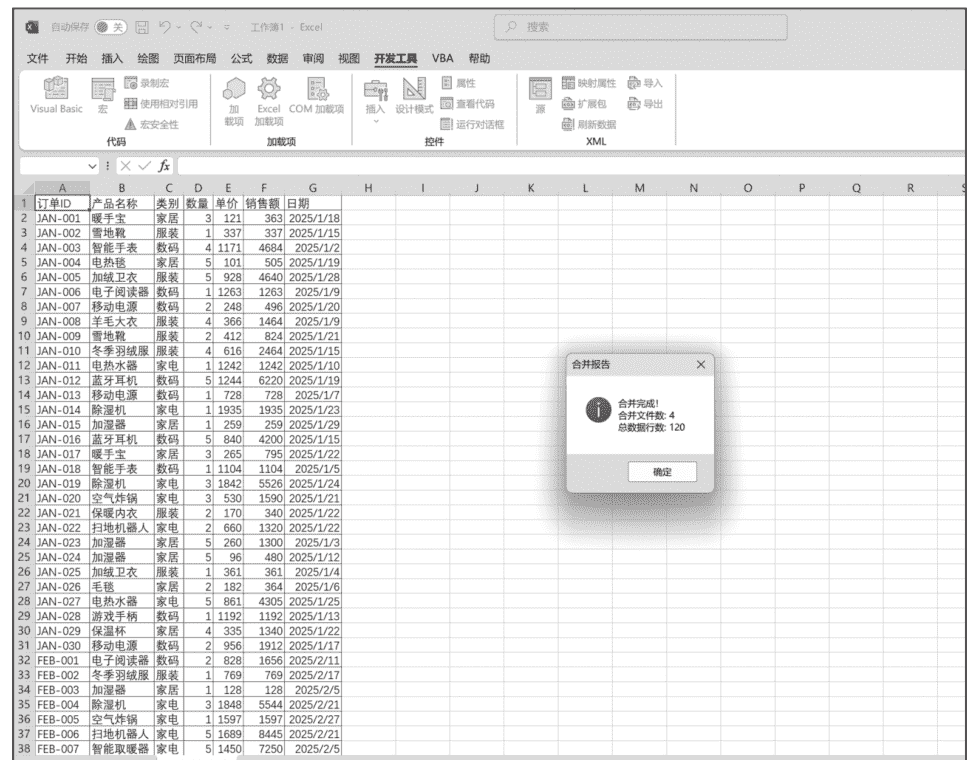 自动保存 关 工作簿1 - Excel 搜索
文件 开始 插入 绘图 页面布局 公式 数据 审阅 视图 开发工具 VBA 帮助
Visual Basic 宏 录制宏 使用相对引用 宏安全性 代码
加载项 Excel 加载项 COM 加载项 加载项
插入 设计模式 属性 查看代码 运行对话框 控件
源 映射属性 扩展包 刷新数据 导入 导出 XML
fx
A B C D E F G H I J K L M N O P Q R S
1 订单ID 产品名称 类别 数量 单价 销售额 日期
2 JAN-001 暖手宝 家居 3 121 363 2025/1/18
3 JAN-002 雪地靴 服装 1 337 337 2025/1/15
4 JAN-003 智能手表 数码 4 1171 4684 2025/1/2
5 JAN-004 电热毯 家居 5 101 505 2025/1/19
6 JAN-005 加绒卫衣 服装 5 928 4640 2025/1/28
7 JAN-006 电子阅读器 数码 1 1263 1263 2025/1/9
8 JAN-007 移动电源 数码 2 248 496 2025/1/20
9 JAN-008 羊毛大衣 服装 4 366 1464 2025/1/9
10 JAN-009 雪地靴 服装 2 412 824 2025/1/21
11 JAN-010 冬季羽绒服 服装 4 616 2464 2025/1/15
12 JAN-011 电热水器 家电 1 1242 1242 2025/1/10
13 JAN-012 蓝牙耳机 数码 5 1244 6220 2025/1/19
14 JAN-013 移动电源 数码 1 728 728 2025/1/7
15 JAN-014 除湿机 家电 1 1935 1935 2025/1/23
16 JAN-015 加湿器 家居 1 259 259 2025/1/29
17 JAN-016 蓝牙耳机 数码 5 840 4200 2025/1/15
18 JAN-017 暖手宝 家居 3 265 795 2025/1/22
19 JAN-018 智能手表 数码 1 1104 1104 2025/1/5
20 JAN-019 除湿机 家电 3 1842 5526 2025/1/24
21 JAN-020 空气炸锅 家电 3 530 1590 2025/1/21
22 JAN-021 保暖内衣 服装 2 170 340 2025/1/22
23 JAN-022 扫地机器人 家电 2 660 1320 2025/1/22
24 JAN-023 加湿器 家居 5 260 1300 2025/1/3
25 JAN-024 加湿器 家居 5 96 480 2025/1/12
26 JAN-025 加绒卫衣 服装 1 361 361 2025/1/4
27 JAN-026 毛毯 家居 2 182 364 2025/1/6
28 JAN-027 电热水器 家电 5 861 4305 2025/1/25
29 JAN-028 游戏手柄 数码 1 1192 1192 2025/1/13
30 JAN-029 保温杯 家居 4 335 1340 2025/1/22
31 JAN-030 移动电源 数码 2 956 1912 2025/1/17
32 FEB-001 电子阅读器 数码 2 828 1656 2025/2/11
33 FEB-002 冬季羽绒服 服装 1 769 769 2025/2/17
34 FEB-003 加湿器 家居 1 128 128 2025/2/5
35 FEB-004 除湿机 家电 3 1848 5544 2025/2/21
36 FEB-005 空气炸锅 家电 1 1597 1597 2025/2/27
37 FEB-006 扫地机器人 家电 5 1689 8445 2025/2/21
38 FEB-007 智能取暖器 家电 5 1450 7250 2025/2/5
合并报告
合并完成!
合并文件数: 4
总数据行数: 120
确定